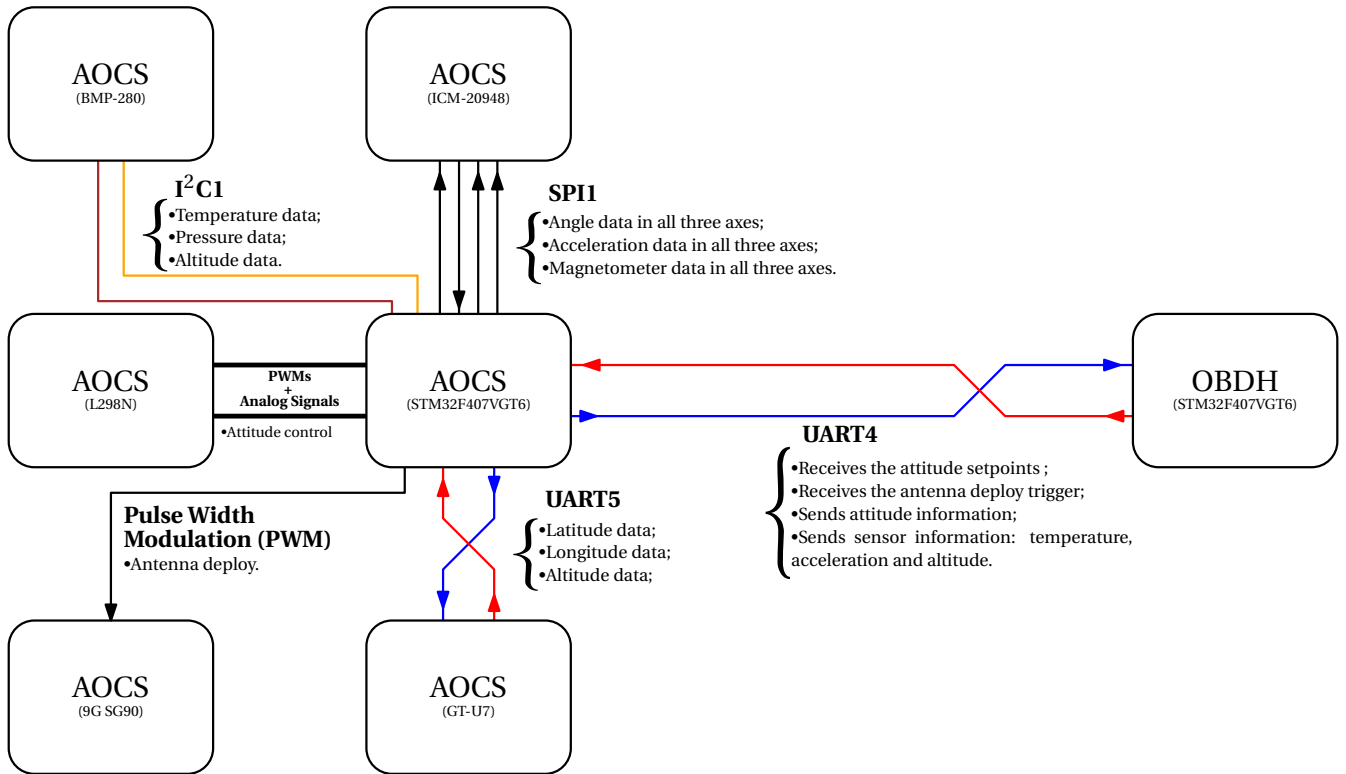 AOCS
(BMP-280)
AOCS
(ICM-20948)
I²C1
•Temperature data;
•Pressure data;
•Altitude data.
SPI1
•Angle data in all three axes;
•Acceleration data in all three axes;
•Magnetometer data in all three axes.
AOCS
(L298N)
PWMs
+
Analog Signals
•Attitude control
AOCS
(STM32F407VGT6)
OBDH
(STM32F407VGT6)
UART4
•Receives the attitude setpoints ;
•Receives the antenna deploy trigger;
•Sends attitude information;
•Sends sensor information: temperature,
acceleration and altitude.
Pulse Width
Modulation (PWM)
•Antenna deploy.
UART5
•Latitude data;
•Longitude data;
•Altitude data;
AOCS
(9G SG90)
AOCS
(GT-U7)